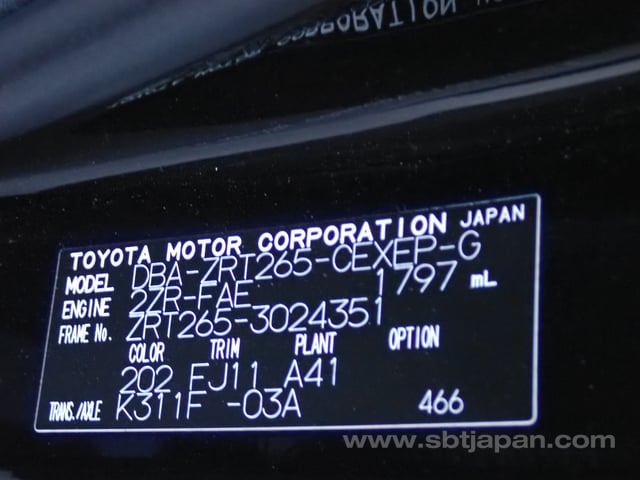 TOYOTA MOTOR CORPORATION JAPAN
MODEL DBA-ZRT265-CEXEP-G
ENGINE 2ZR-FAE 1797 mL
FRAME No. ZRT265-3024351
COLOR TRIM PLANT OPTION
202 FJ11 A41
TRANS./AXLE K311F -03A 466
www.sbtjapan.com